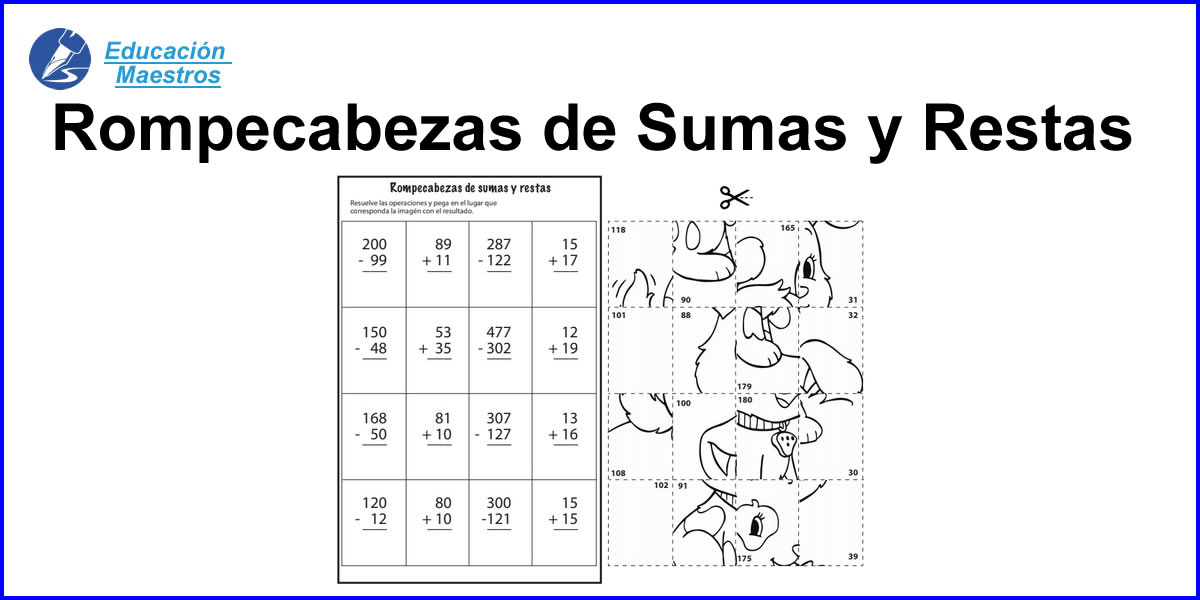 Educación
Maestros
Rompecabezas de Sumas y Restas
Rompecabezas de sumas y restas
Resuelve las operaciones y pega en el lugar que
corresponda la imagén con el resultado.
200 89 287 15
- 99 + 11 - 122 + 17
150 53 477 12
- 48 + 35 - 302 + 19
168 81 307 13
- 50 + 10 - 127 + 16
120 80 300 15
- 12 + 10 -121 + 15
118 165
90 31
101 88 32
179
100 180
108 30
102 91
175 39